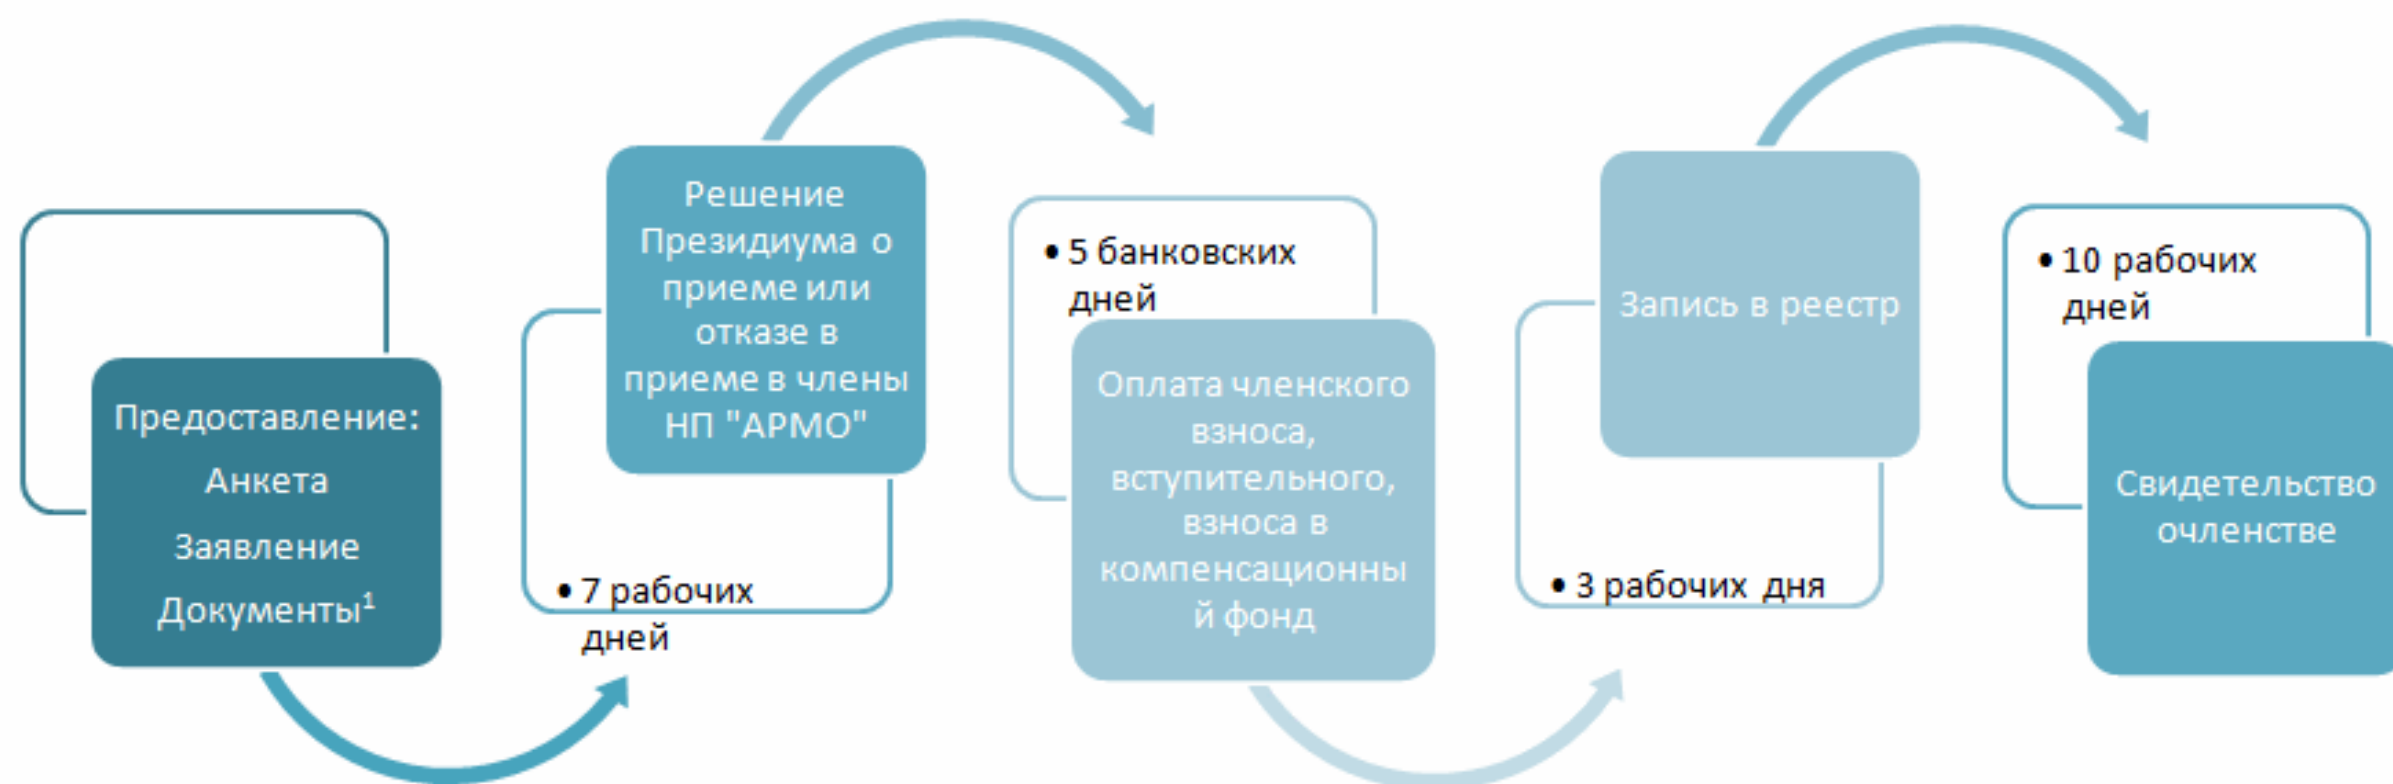 Предоставление:
Анкета
Заявление
Документы¹
Решение
Президиума о
приеме или
отказе в
приеме в члены
НП "АРМО"
• 7 рабочих
дней
• 5 банковских
дней
Оплата членского
взноса,
вступительного,
взноса в
компенсационны
й фонд
Запись в реестр
• 3 рабочих дня
• 10 рабочих
дней
Свидетельство
очленстве